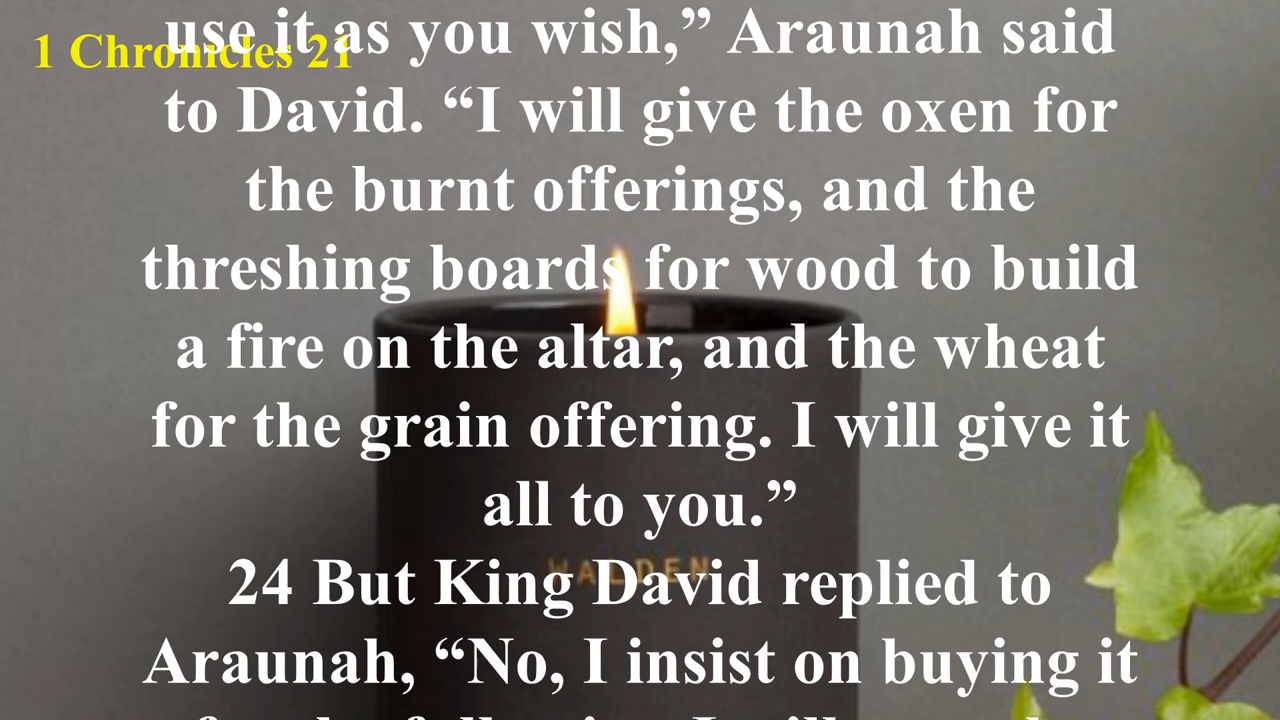 1 Chronicles 21
use it as you wish,” Araunah said
to David. “I will give the oxen for
the burnt offerings, and the
threshing boards for wood to build
a fire on the altar, and the wheat
for the grain offering. I will give it
all to you.”
WALDEN
24 But King David replied to
Araunah, “No, I insist on buying it